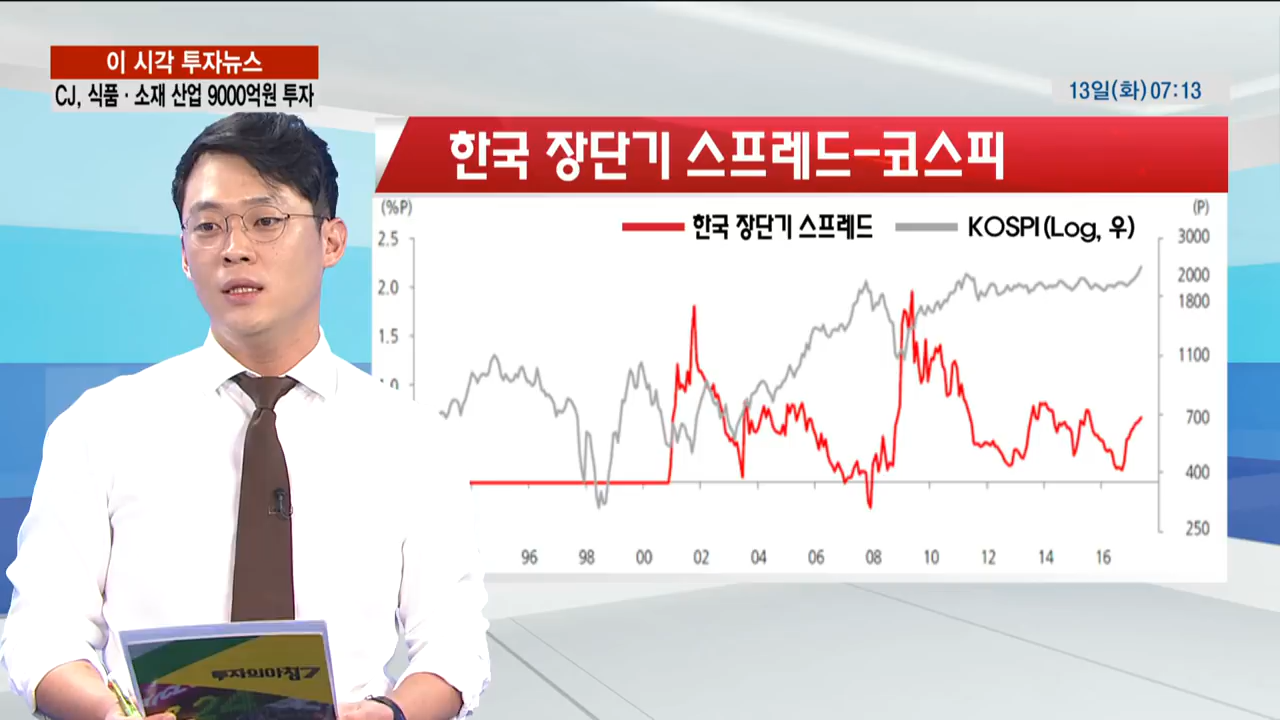 이 시각 투자뉴스
CJ, 식품·소재 산업 9000억원 투자
13일(화) 07:13
한국 장단기 스프레드-코스피
(%P)
(P)
한국 장단기 스프레드
KOSPI(Log, 우)
2.5
2.0
1.5
1.0
3000
2000
1800
1100
700
400
250
96 98 00 02 04 06 08 10 12 14 16
투자의아침7